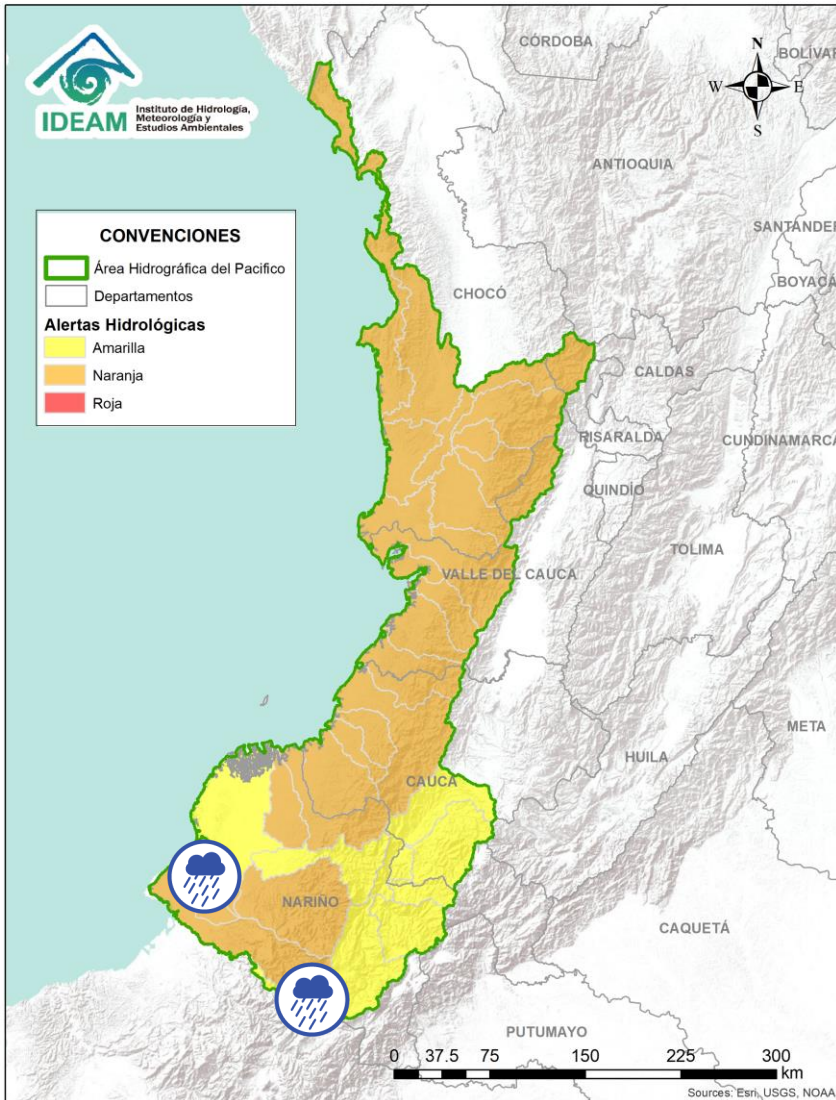 IDEAM
Instituto de Hidrología,
Meteorología y
Estudios Ambientales
CÓRDOBA
BOLÍVAR
N
W
E
S
ANTIOQUIA
SANTANDER
BOYACÁ
CONVENCIONES
Área Hidrográfica del Pacifico
Departamentos
Alertas Hidrológicas
Amarilla
Naranja
Roja
CHOCÓ
CALDAS
RISARALDA
CUNDINAMARCA
QUINDÍO
TOLIMA
VALLE DEL CAUCA
META
HUILA
CAUCA
NARIÑO
CAQUETÁ
PUTUMAYO
0 37.5 75 150 225 300
km
Sources: Esri, USGS, NOAA